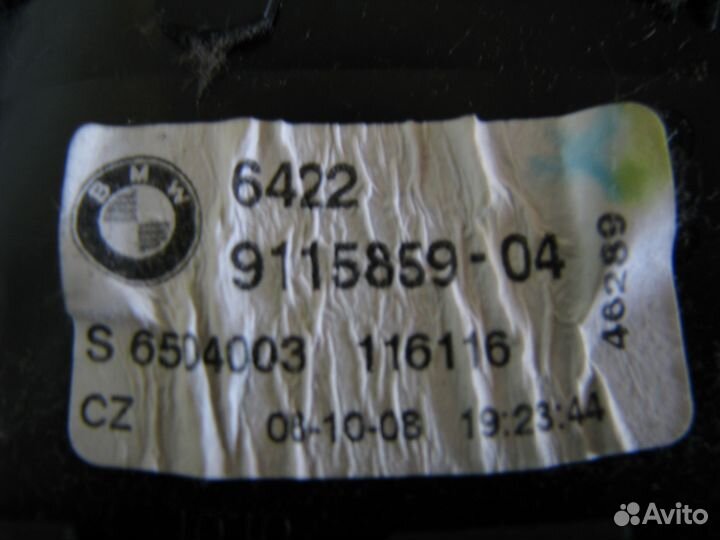 BMW
6422
9115859-04
46289
S 6504003 116116
CZ 08-10-08 19:23:44
Avito